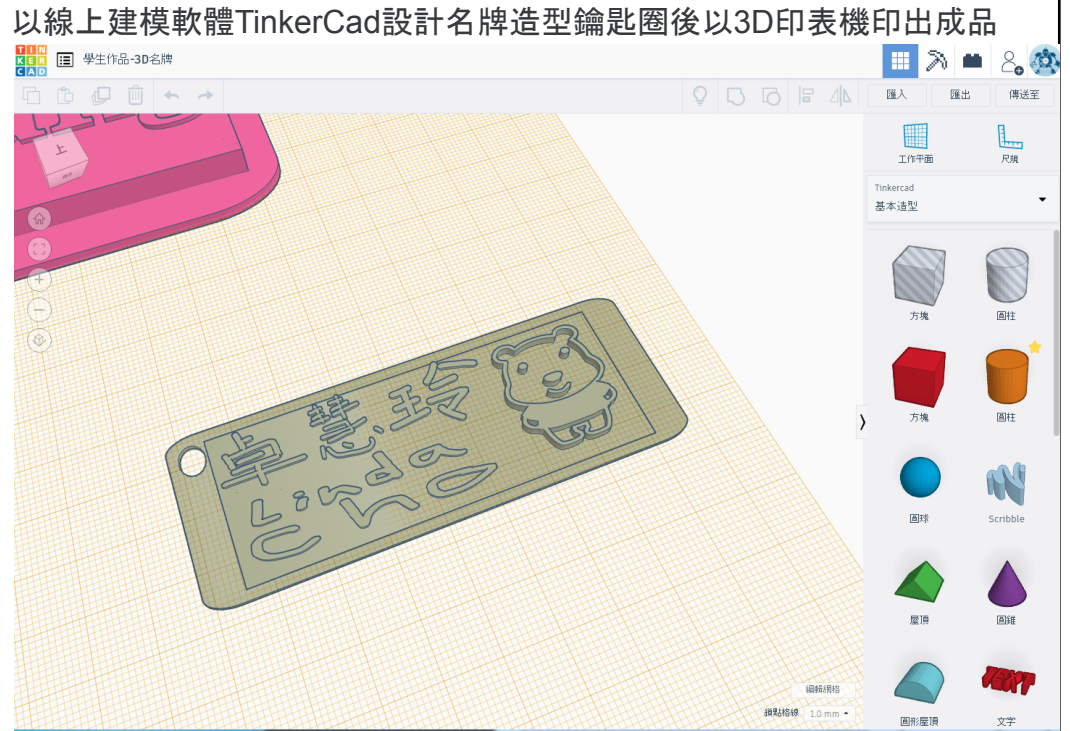 以線上建模軟體TinkerCad設計名牌造型鑰匙圈後以3D印表機印出成品
TIN
KER
CAD
學生作品-3D名牌
匯入
匯出
傳送至
上
工作平面
尺規
Tinkercad
基本造型
方塊
圓柱
方塊
圓柱
圓球
Scribble
屋頂
圓錐
圓形屋頂
TEXT
文字
卓慧玲
Linda
Cho
編輯網格
鎖點格線 1.0 mm